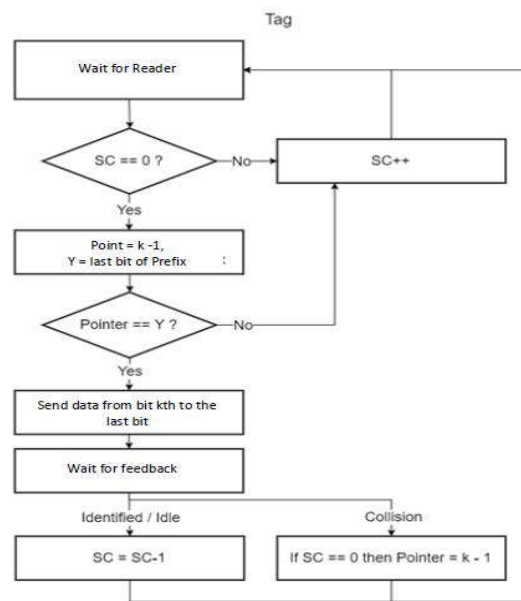 Tag
Wait for Reader
SC == 0 ?
No
SC++
Yes
Point = k -1,
Y = last bit of Prefix :
Pointer == Y ?
No
Yes
Send data from bit kth to the
last bit
Wait for feedback
Identified / Idle
Collision
SC = SC-1
If SC == 0 then Pointer = k - 1